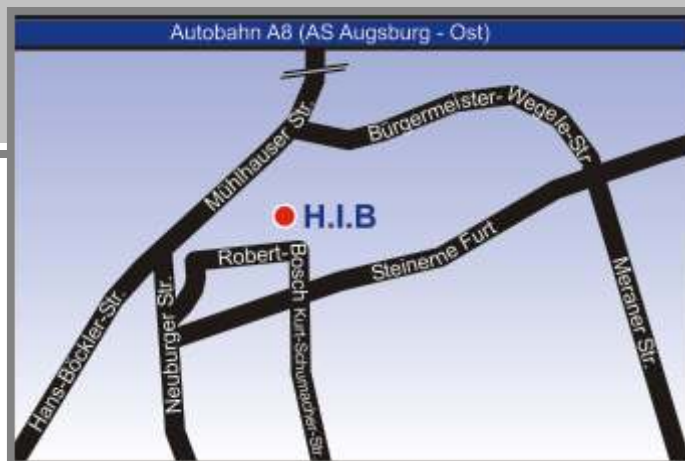 Autobahn A8 (AS Augsburg - Ost)
Mühlhauser Str.
Bürgermeister-Wegele-Str.
H.I.B
Robert-Bosch
Steinerne Furt
Hans-Böckler-Str.
Neuburger Str.
Kurt-Schumacher-Str
Meraner Str.